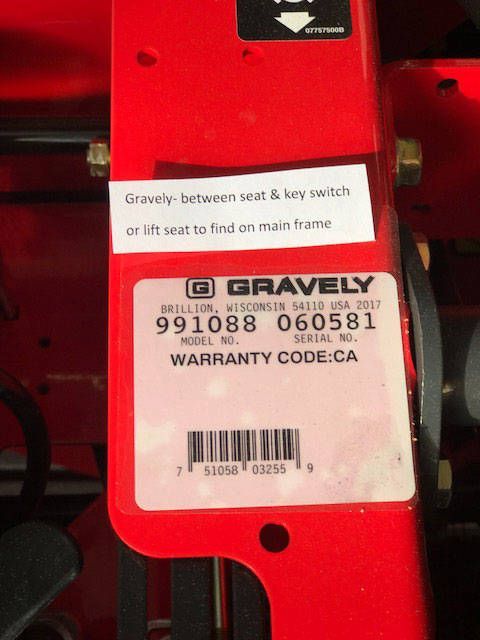 07757500B
Gravely- between seat & key switch
or lift seat to find on main frame
G GRAVELY
BRILLION, WISCONSIN 54110 USA 2017
991088 060581
MODEL NO. SERIAL NO.
WARRANTY CODE:CA
7 51058 03255 9